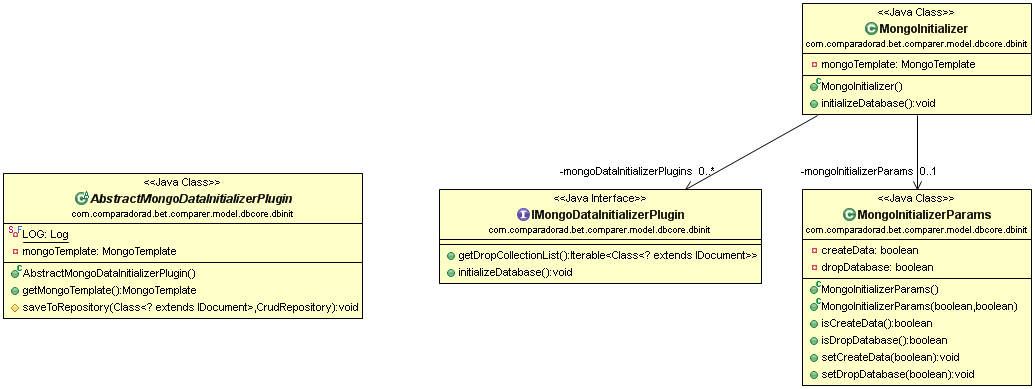 <<Java Class>>
MongoInitializer
com.comparadorad.bet.comparer.model.dbcore.dbinit
mongoTemplate: MongoTemplate
MongoInitializer()
initializeDatabase():void
-mongoDataInitializerPlugins 0..*
-mongoInitializerParams 0..1
<<Java Class>>
AbstractMongoDataInitializerPlugin
com.comparadorad.bet.comparer.model.dbcore.dbinit
LOG: Log
mongoTemplate: MongoTemplate
AbstractMongoDataInitializerPlugin()
getMongoTemplate():MongoTemplate
saveToRepository(Class<? extends IDocument>,CrudRepository):void
<<Java Interface>>
IMongoDataInitializerPlugin
com.comparadorad.bet.comparer.model.dbcore.dbinit
getDropCollectionList():Iterable<Class<? extends IDocument>>
initializeDatabase():void
<<Java Class>>
MongoInitializerParams
com.comparadorad.bet.comparer.model.dbcore.dbinit
createData: boolean
dropDatabase: boolean
MongoInitializerParams()
MongoInitializerParams(boolean,boolean)
isCreateData():boolean
isDropDatabase():boolean
setCreateData(boolean):void
setDropDatabase(boolean):void